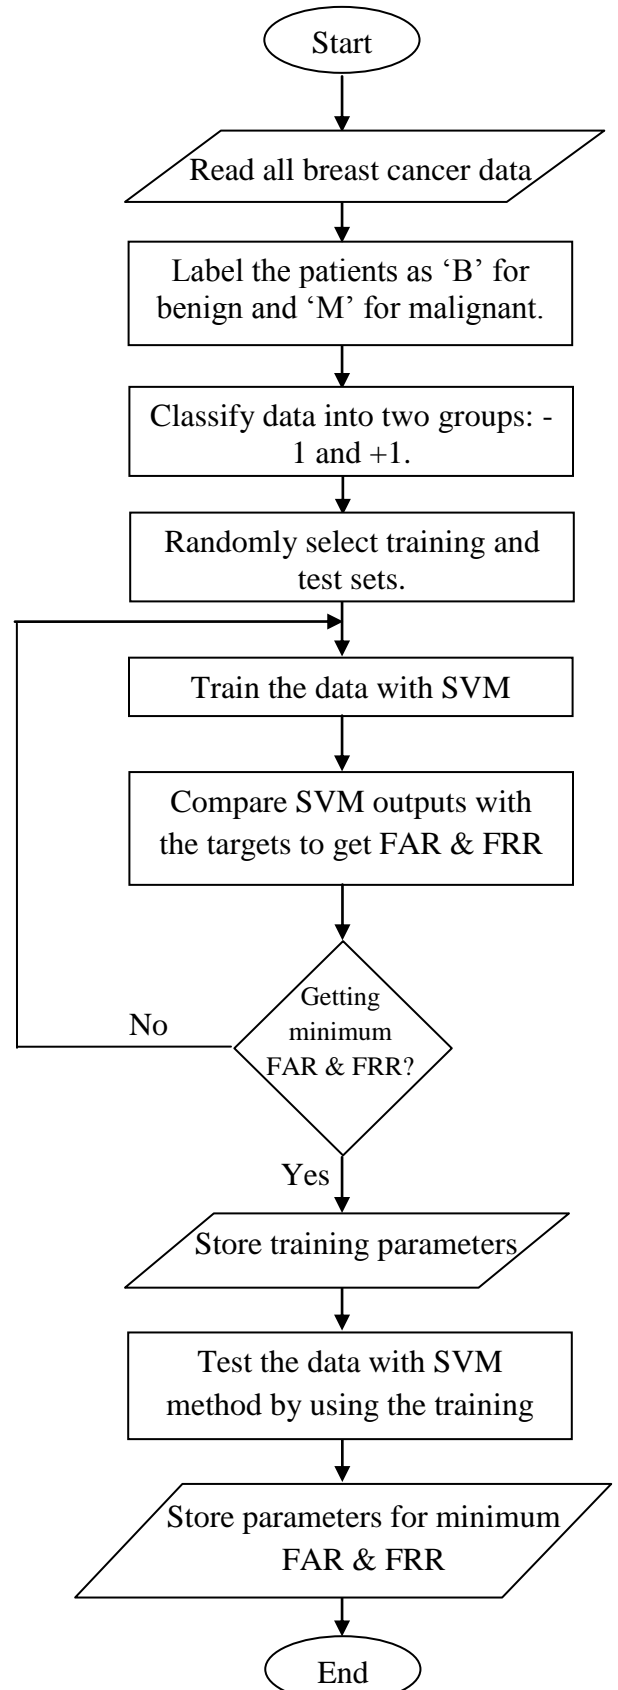 Start
Read all breast cancer data
Label the patients as ‘B’ for
benign and ‘M’ for malignant.
Classify data into two groups: -
1 and +1.
Randomly select training and
test sets.
Train the data with SVM
Compare SVM outputs with
the targets to get FAR & FRR
Getting
minimum
FAR & FRR?
No
Yes
Store training parameters
Test the data with SVM
method by using the training
Store parameters for minimum
FAR & FRR
End